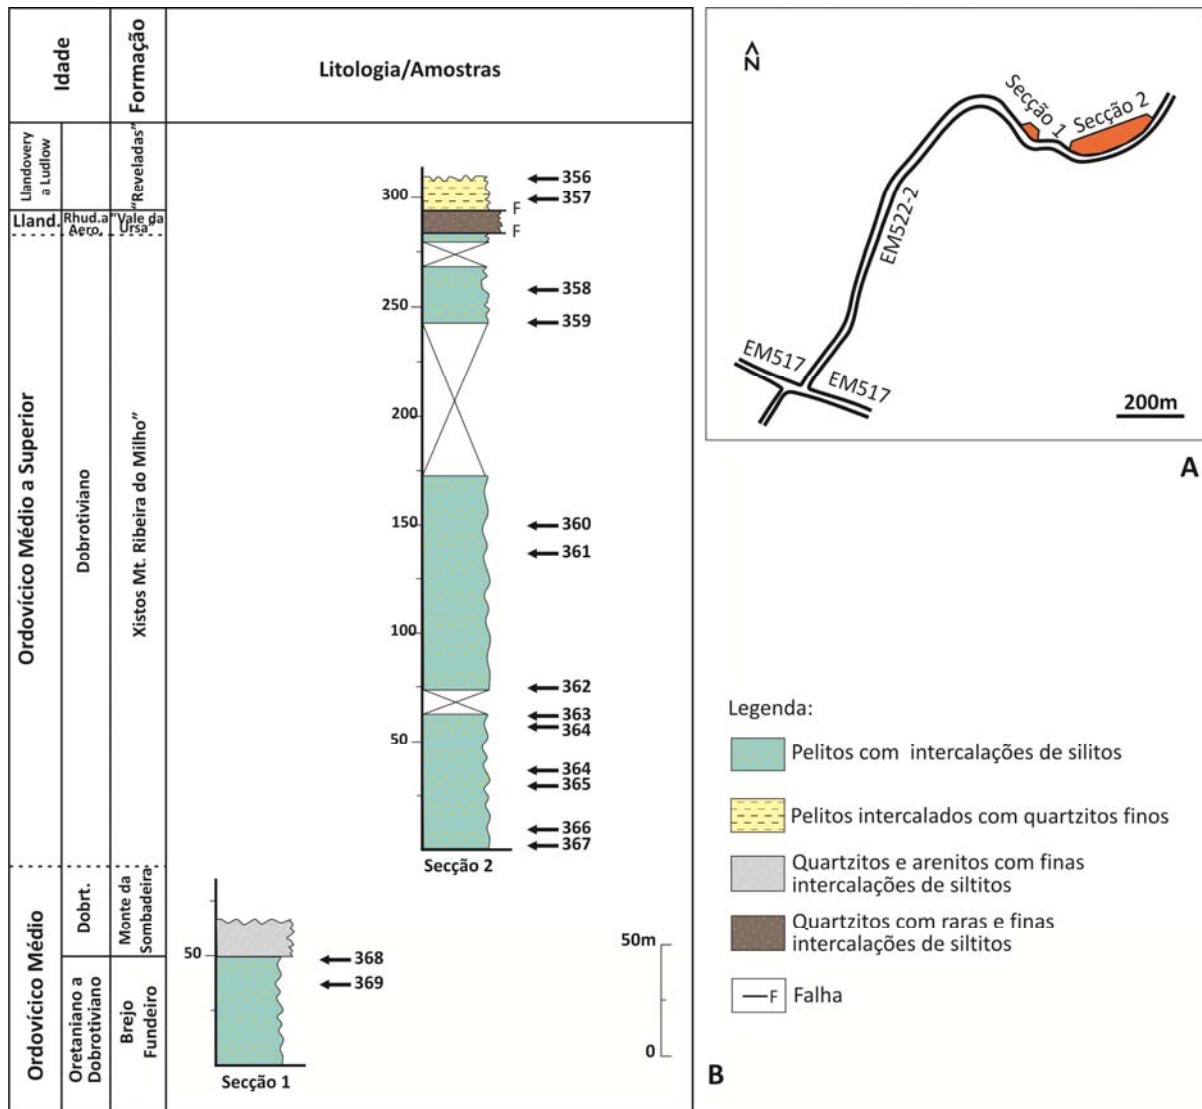 Idade
Formação
Litologia/Amostras
Llandovery
a Ludlow
"Reveladas"
Lland.
Rhud.a
Aero.
"Vale da
Ursa"
Ordovícico Médio a Superior
Dobrotiviano
Xistos Mt. Ribeira do Milho"
Ordovícico Médio
Dobrt.
Monte da
Sombadeira
Oretaniano a
Dobrotiviano
Brejo
Fundeiro
300
250
200
150
100
50
F
F
356
357
358
359
360
361
362
363
364
364
365
366
367
Secção 2
50
368
369
Secção 1
50m
0
N
Secção 1
Secção 2
EM522-2
EM517
EM517
200m
A
Legenda:
Pelitos com intercalações de silitos
Pelitos intercalados com quartzitos finos
Quartzitos e arenitos com finas
intercalações de siltitos
Quartzitos com raras e finas
intercalações de siltitos
F Falha
B